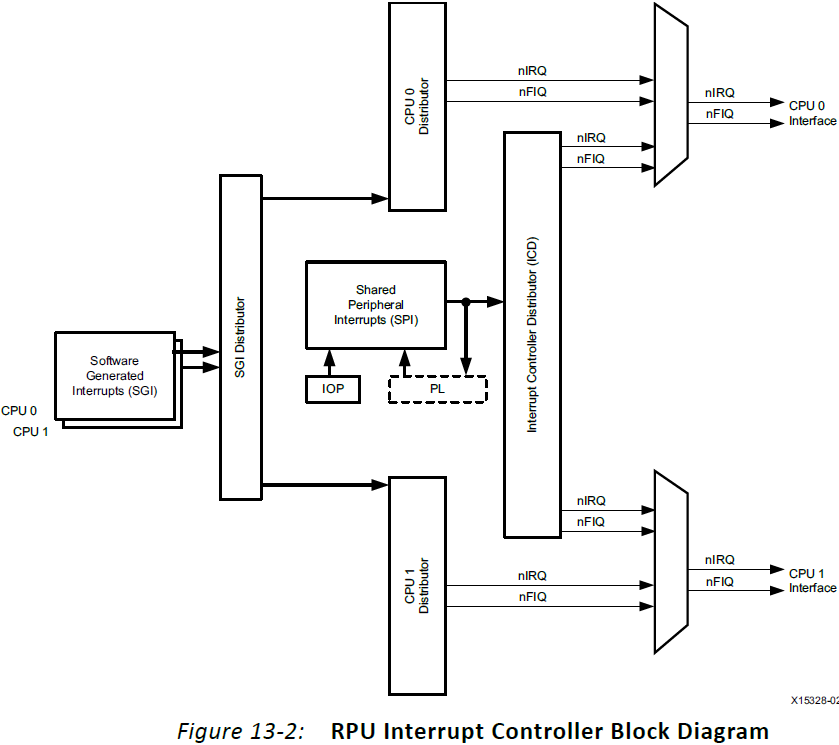 CPU 0
Distributor
nIRQ
nFIQ
nIRQ
nFIQ
CPU 0
Interface
nIRQ
nFIQ
SGI Distributor
Shared
Peripheral
Interrupts (SPI)
IOP
PL
Interrupt Controller Distributor (ICD)
Software
Generated
Interrupts (SGI)
CPU 0
CPU 1
nIRQ
nFIQ
CPU 1
Distributor
nIRQ
nFIQ
nIRQ
nFIQ
CPU 1
Interface
Figure 13-2: RPU Interrupt Controller Block Diagram